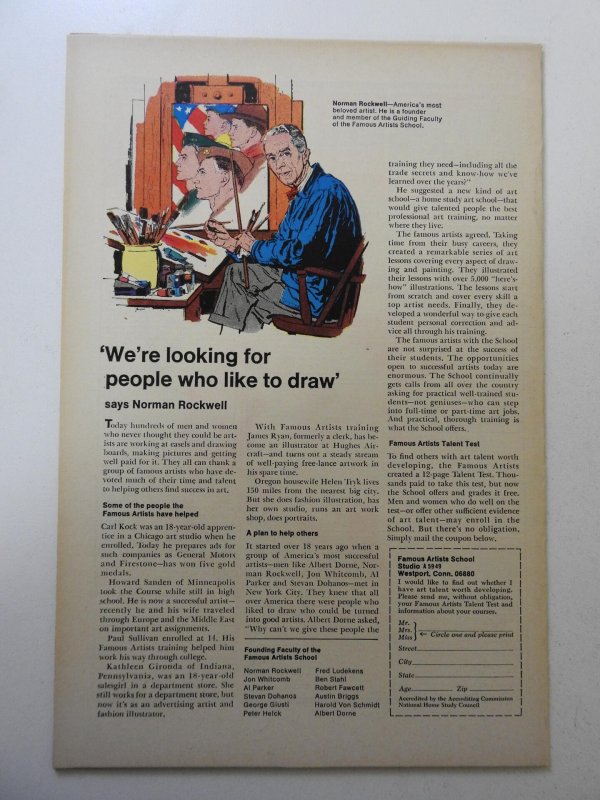 Norman Rockwell—America's most
beloved artist. He is a founder
and member of the Guiding Faculty
of the Famous Artists School.
'We're looking for
people who like to draw'
says Norman Rockwell
Today hundreds of men and women
who never thought they could be art-
ists are working at easels and drawing
boards, making pictures and getting
well paid for it. They all can thank a
group of famous artists who have de-
voted much of their time and talent
to helping others find success in art.
Some of the people the
Famous Artists have helped
Carl Kock was an 18-year-old appren-
tice in a Chicago art studio when he
enrolled. Today he prepares ads for
such companies as General Motors
and Firestone—has won five gold
medals.
Howard Sanden of Minneapolis
took the Course while still in high
school. He is now a successful artist—
recently he and his wife traveled
through Europe and the Middle East
on important art assignments.
Paul Sullivan enrolled at 14. His
Famous Artists training helped him
work his way through college.
Kathleen Gironda of Indiana,
Pennsylvania, was an 18-year-old
salesgirl in a department store. She
still works for a department store, but
now it's as an advertising artist and
fashion illustrator.
With Famous Artists training
James Ryan, formerly a clerk, has be-
come an illustrator at Hughes Air-
craft—and turns out a steady stream
of well-paying free-lance artwork in
his spare time.
Oregon housewife Helen Tryk lives
150 miles from the nearest big city.
But she does fashion illustration, has
her own studio, runs an art work
shop, does portraits.
A plan to help others
It started over 18 years ago when a
group of America's most successful
artists—men like Albert Dorne, Nor-
man Rockwell, Jon Whitcomb, Al
Parker and Stevan Dohanos—met in
New York City. They knew that all
over America there were people who
liked to draw who could be turned
into good artists. Albert Dorne asked,
"Why can't we give these people the
Founding Faculty of the
Famous Artists School
Norman Rockwell
Jon Whitcomb
Al Parker
Stevan Dohanos
George Giusti
Peter Helck
Fred Ludekens
Ben Stahl
Robert Fawcett
Austin Briggs
Harold Von Schmidt
Albert Dorne
training they need—including all the
trade secrets and know-how we've
learned over the years?"
He suggested a new kind of art
school—a home study art school—that
would give talented people the best
professional art training, no matter
where they live.
The famous artists agreed. Taking
time from their busy careers, they
created a remarkable series of art
lessons covering every aspect of draw-
ing and painting. They illustrated
their lessons with over 5,000 "here's-
how" illustrations. The lessons start
from scratch and cover every skill a
top artist needs. Finally, they de-
veloped a wonderful way to give each
student personal correction and ad-
vice all through his training.
The famous artists with the School
are not surprised at the success of
their students. The opportunities
open to successful artists today are
enormous. The School continually
gets calls from all over the country
asking for practical well-trained stu-
dents—not geniuses—who can step
into full-time or part-time art jobs.
And practical, thorough training is
what the School offers.
Famous Artists Talent Test
To find others with art talent worth
developing, the Famous Artists
created a 12-page Talent Test. Thou-
sands paid to take this test, but now
the School offers and grades it free.
Men and women who do well on the
test—or offer other sufficient evidence
of art talent—may enroll in the
School. But there's no obligation.
Simply mail the coupon below.
Famous Artists School
Studio A5949
Westport, Conn. 06880
I would like to find out whether I
have art talent worth developing.
Please send me, without obligation,
your Famous Artists Talent Test and
information about your courses.
Mr.
Mrs.
Miss
← Circle one and please print
Street
City
State
Age Zip
Accredited by the Accrediting Commission
National Home Study Council